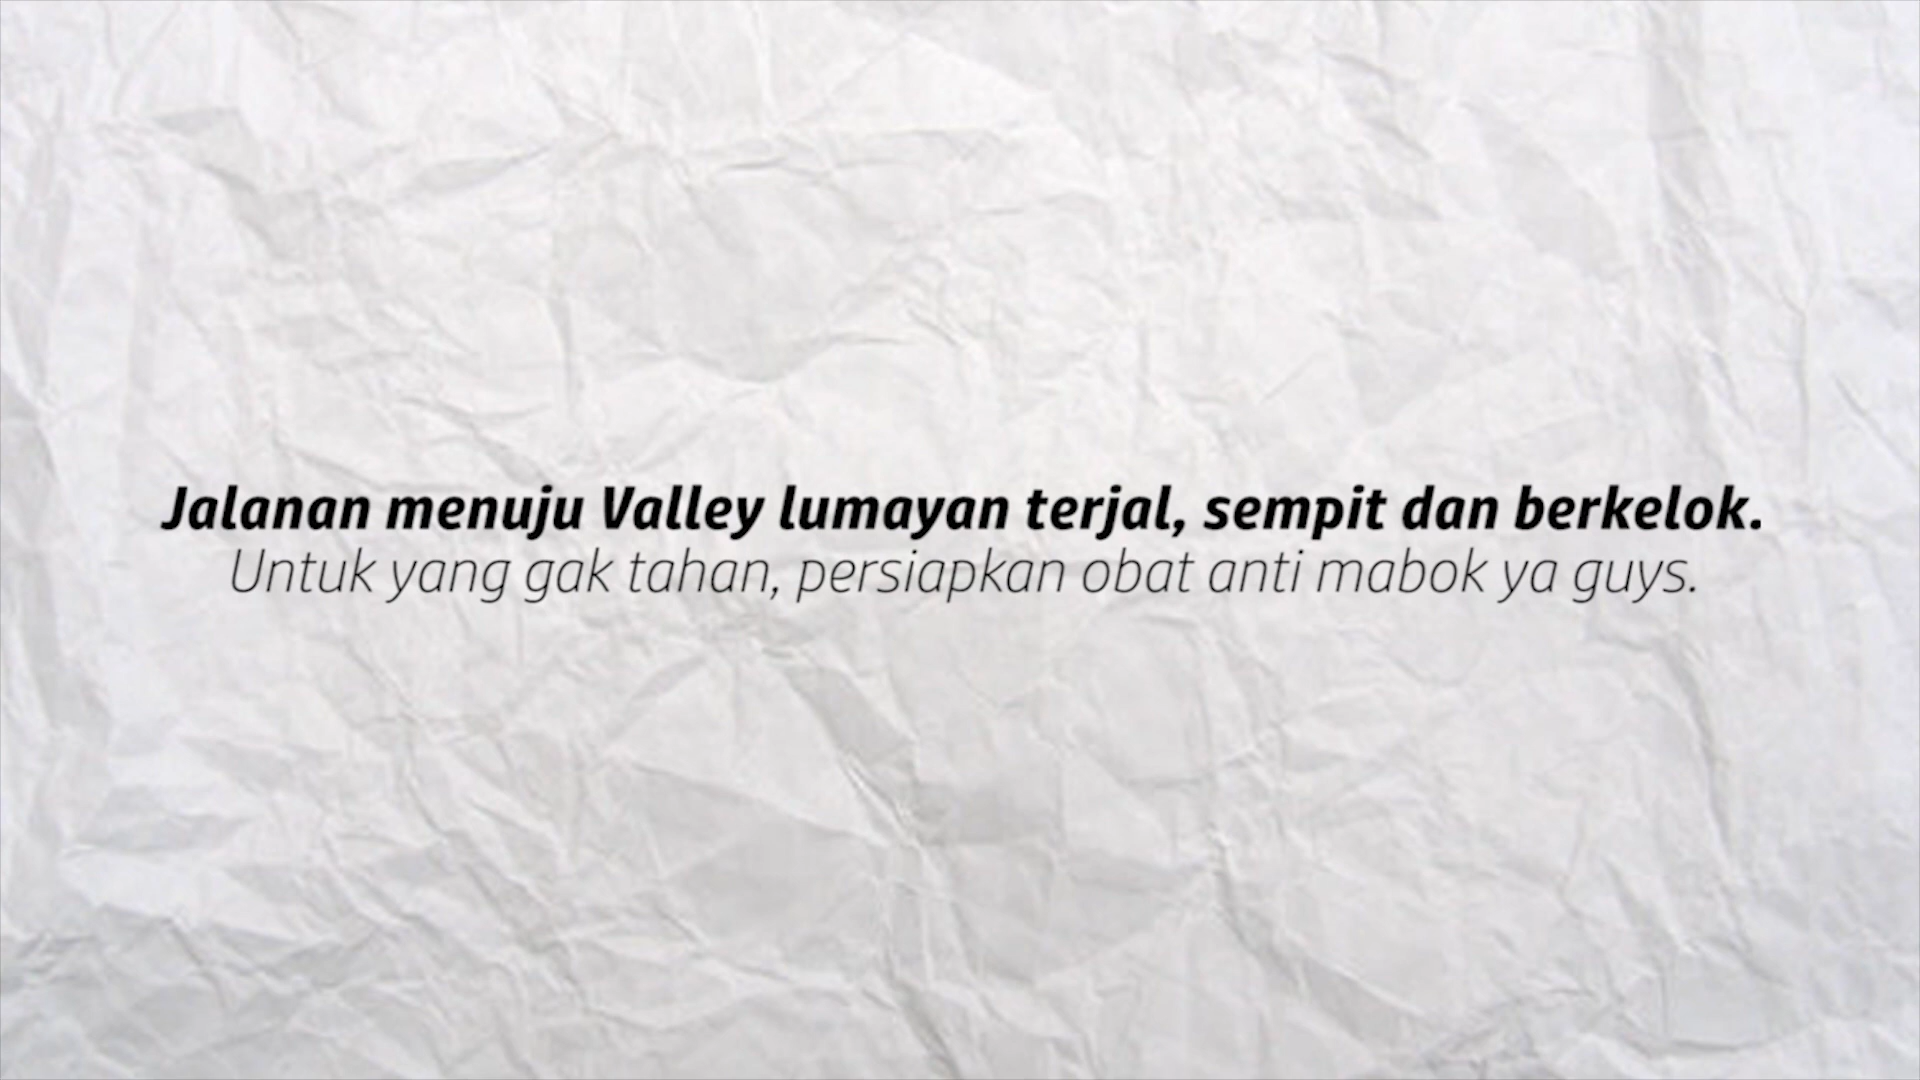 Jalanan menuju Valley lumayan terjal, sempit dan berkelok.
Untuk yang gak tahan, persiapkan obat anti mabok ya guys.